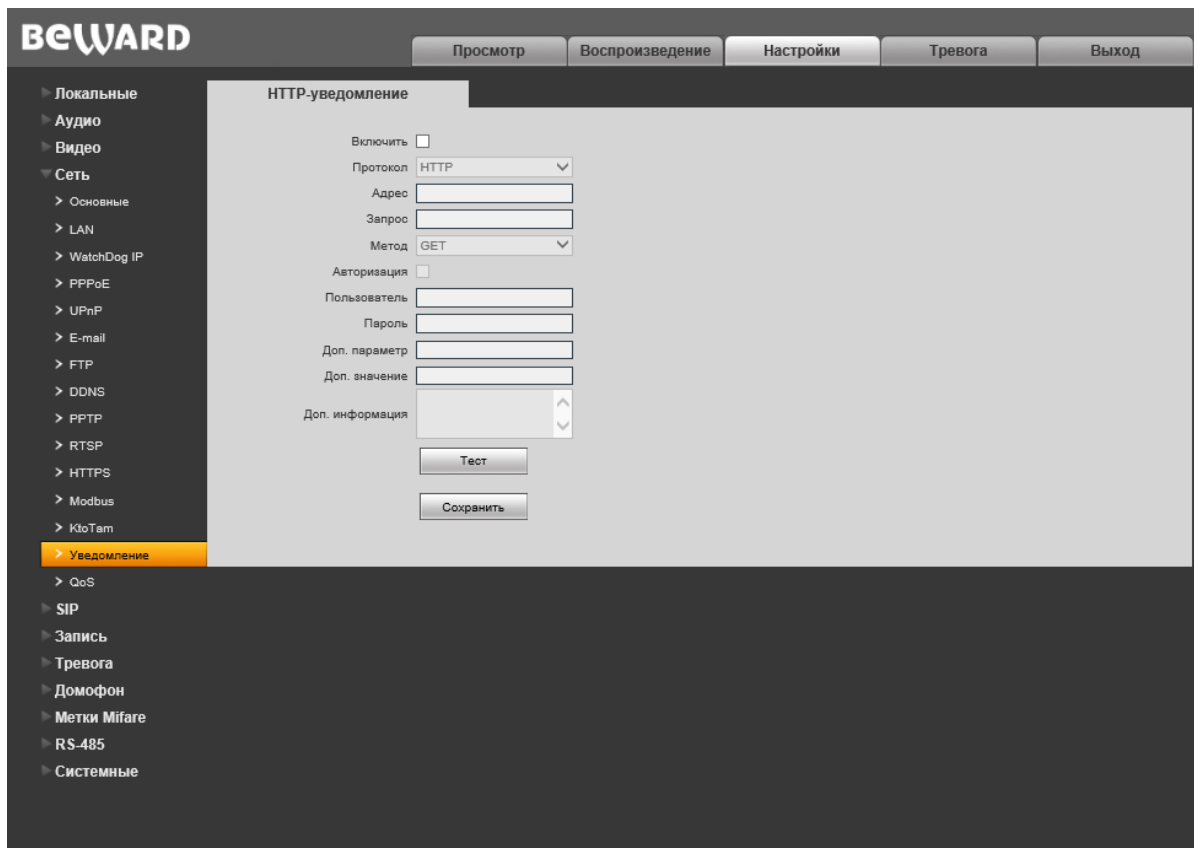 BEWARD
Просмотр
Воспроизведение
Настройки
Тревога
Выход
Локальные
Аудио
Видео
Сеть
> Основные
> LAN
> WatchDog IP
> PPPoE
> UPnP
> E-mail
> FTP
> DDNS
> PPTP
> RTSP
> HTTPS
> Modbus
> KtoTam
> Уведомление
> QoS
SIP
Запись
Тревога
Домофон
Метки Mifare
RS-485
Системные
HTTP-уведомление
Включить
Протокол HTTP
Адрес
Запрос
Метод GET
Авторизация
Пользователь
Пароль
Доп. параметр
Доп. значение
Доп. информация
Тест
Сохранить